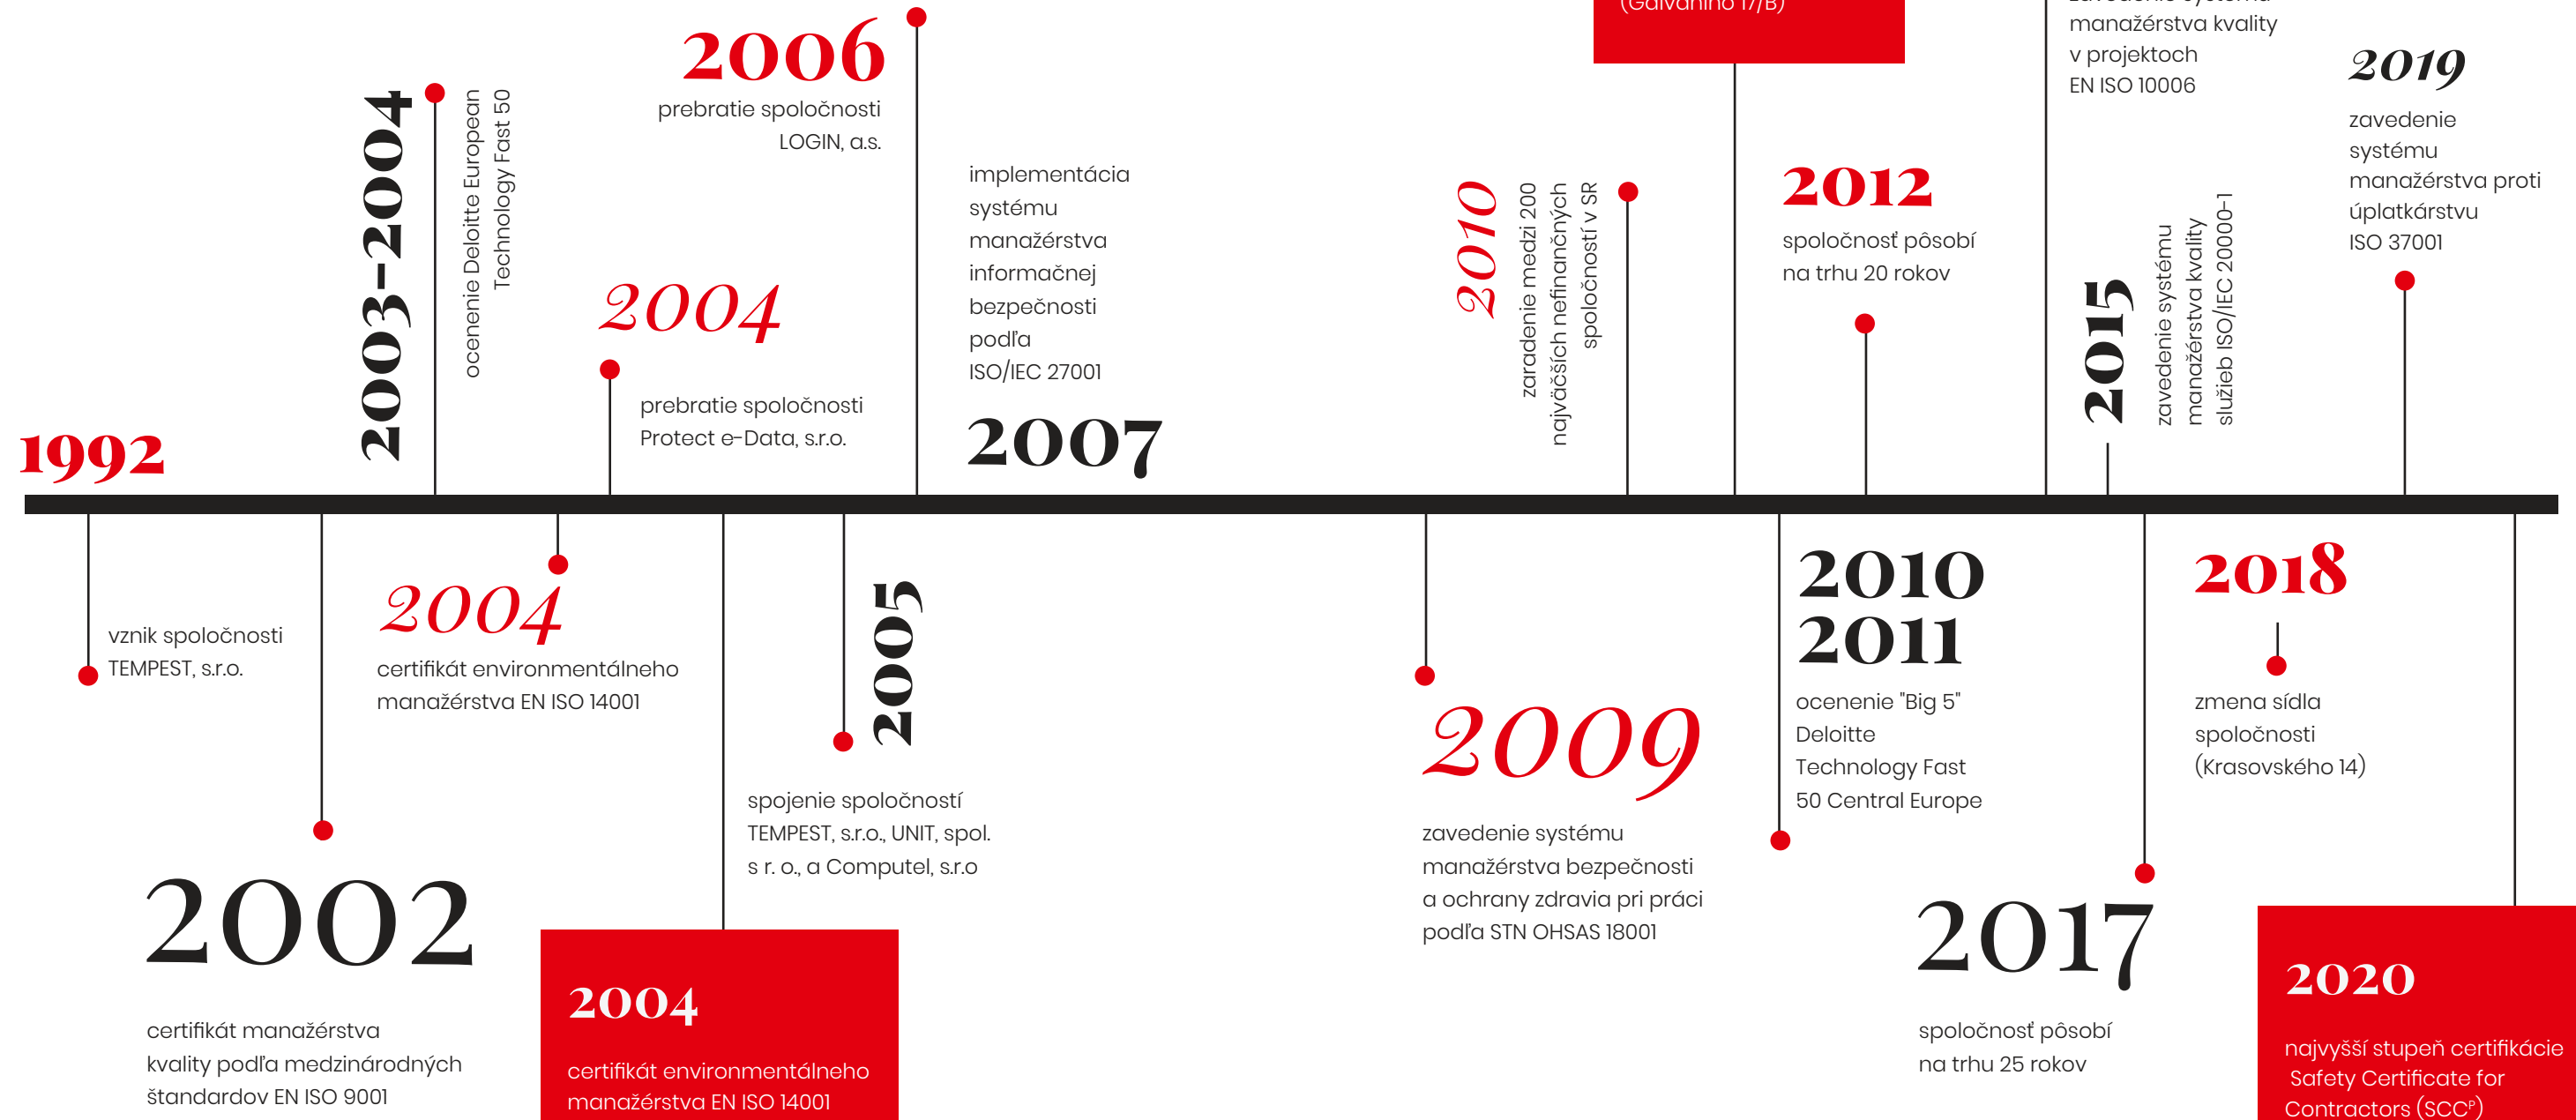 1992
vznik spoločnosti
TEMPEST, s.r.o.
2002
certifikát manažérstva
kvality podľa medzinárodných
štandardov EN ISO 9001
2003-2004
ocenenie Deloitte European
Technology Fast 50
2004
certifikát environmentálneho
manažérstva EN ISO 14001
2004
prebratie spoločnosti
Protect e-Data, s.r.o.
2004
certifikát environmentálneho
manažérstva EN ISO 14001
2005
spojenie spoločností
TEMPEST, s.r.o., UNIT, spol.
s r. o., a Computel, s.r.o
2006
prebratie spoločnosti
LOGIN, a.s.
implementácia
systému
manažérstva
informačnej
bezpečnosti
podľa
ISO/IEC 27001
2007
2009
zavedenie systému
manažérstva bezpečnosti
a ochrany zdravia pri práci
podľa STN OHSAS 18001
2010
zaradenie medzi 200
najväčších nefinančných
spoločností v SR
(Galvaniho 17/B)
2010
2011
ocenenie "Big 5"
Deloitte
Technology Fast
50 Central Europe
2012
spoločnosť pôsobí
na trhu 20 rokov
zavedenie systému
manažérstva kvality
v projektoch
EN ISO 10006
2015
zavedenie systému
manažérstva kvality
služieb ISO/IEC 20000-1
2017
spoločnosť pôsobí
na trhu 25 rokov
2018
zmena sídla
spoločnosti
(Krasovského 14)
2019
zavedenie
systému
manažérstva proti
úplatkárstvu
ISO 37001
2020
najvyšší stupeň certifikácie
Safety Certificate for
Contractors (SCCᴾ)